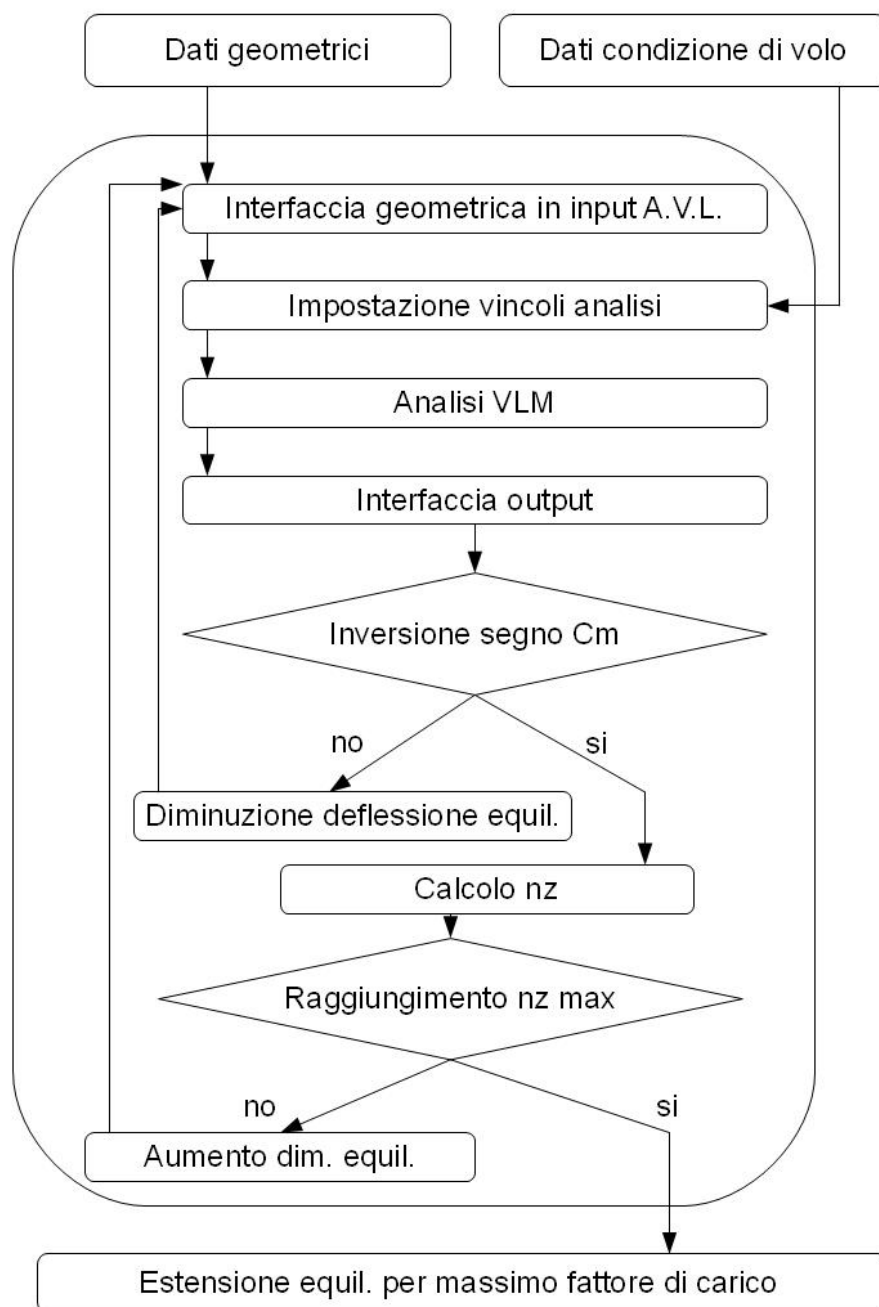 Dati geometrici
Dati condizione di volo
Interfaccia geometrica in input A.V.L.
Impostazione vincoli analisi
Analisi VLM
Interfaccia output
Inversione segno Cm
no
si
Diminuzione deflessione equil.
Calcolo nz
Raggiungimento nz max
no
si
Aumento dim. equil.
Estensione equil. per massimo fattore di carico